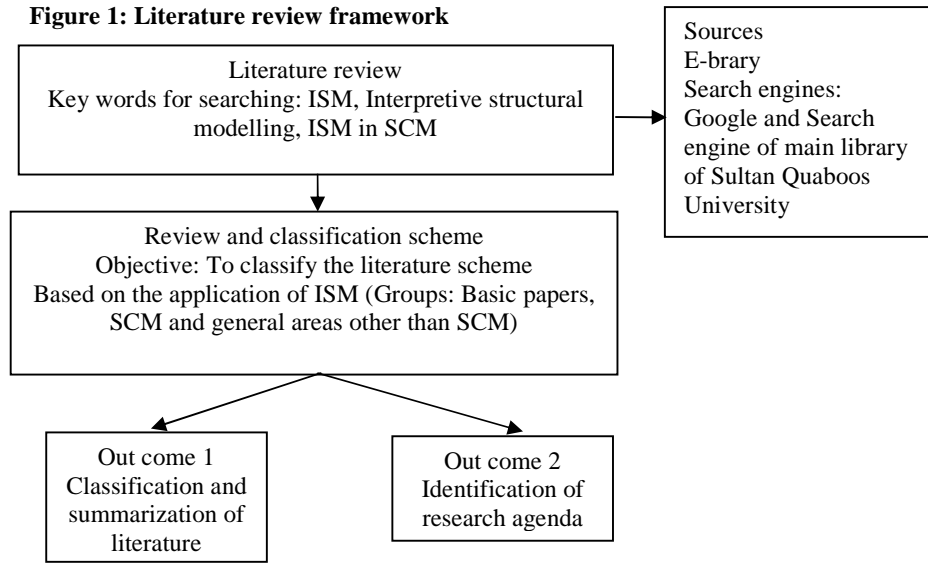 Figure 1: Literature review framework
Literature review
Key words for searching: ISM, Interpretive structural
modelling, ISM in SCM
Sources
E-brary
Search engines:
Google and Search
engine of main library
of Sultan Quaboos
University
Review and classification scheme
Objective: To classify the literature scheme
Based on the application of ISM (Groups: Basic papers,
SCM and general areas other than SCM)
Out come 1
Classification and
summarization of
literature
Out come 2
Identification of
research agenda